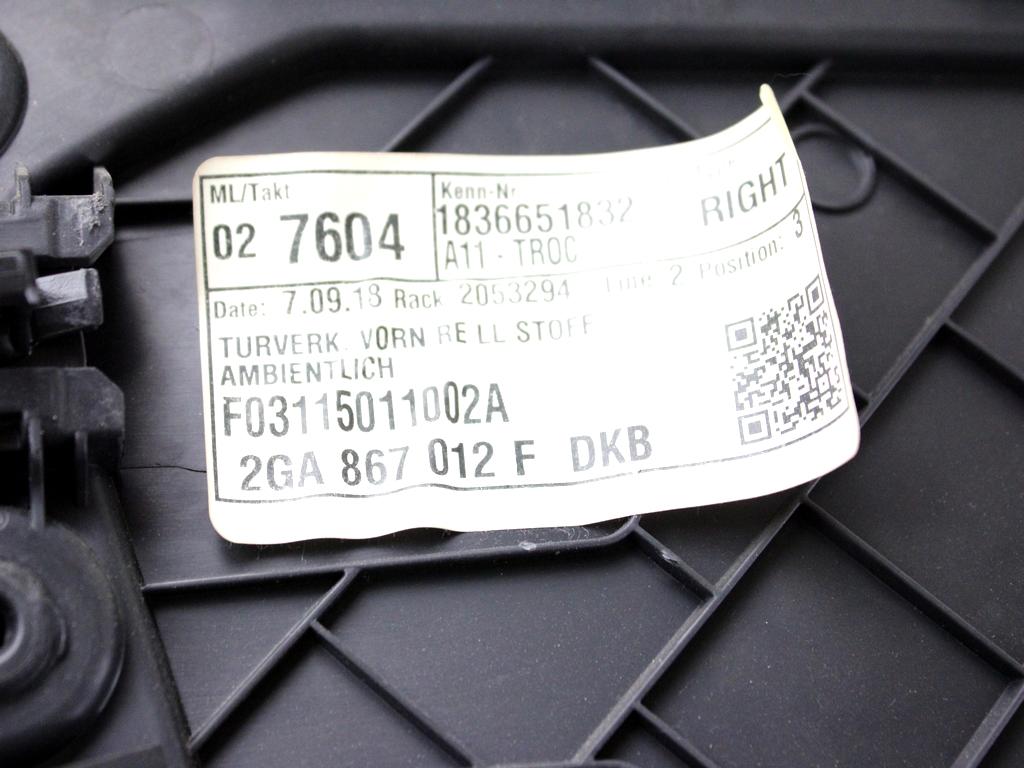 ML/Takt
02 7604
Kenn-Nr
1836651832
A11 - TROC
RIGHT
Date: 7.09.18 Rack 2053294 Line 2 Position: 3
TURVERK. VORN RE LL STOFF
AMBIENTLICH
F03115011002A
2GA 867 012 F DKB